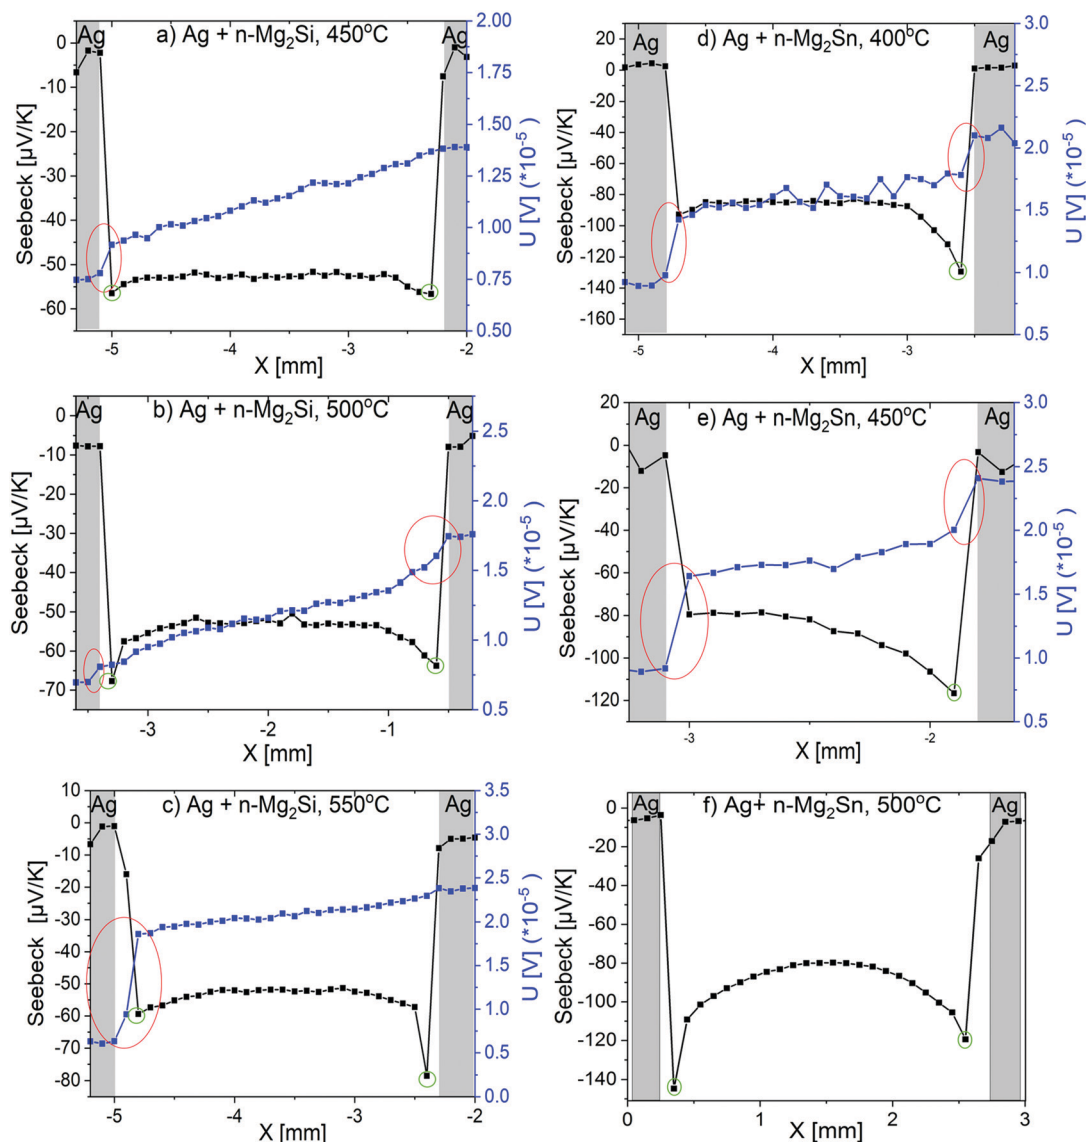 a) Ag + n-Mg₂Si, 450°C
Ag
Ag
Seebeck [µV/K]
0
-10
-20
-30
-40
-50
-60
U [V] (*10⁻⁵)
2.00
1.75
1.50
1.25
1.00
0.75
0.50
-5
-4
-3
-2
X [mm]
d) Ag + n-Mg₂Sn, 400°C
Ag
Ag
Seebeck [µV/K]
20
0
-20
-40
-60
-80
-100
-120
-140
-160
U [V] (*10⁻⁵)
3.0
2.5
2.0
1.5
1.0
0.5
-5
-4
-3
X [mm]
b) Ag + n-Mg₂Si, 500°C
Ag
Ag
Seebeck [µV/K]
0
-10
-20
-30
-40
-50
-60
-70
U [V] (*10⁻⁵)
2.5
2.0
1.5
1.0
0.5
-3
-2
-1
X [mm]
e) Ag + n-Mg₂Sn, 450°C
Ag
Ag
Seebeck [µV/K]
20
0
-20
-40
-60
-80
-100
-120
U [V] (*10⁻⁵)
3.0
2.5
2.0
1.5
1.0
0.5
-3
-2
X [mm]
c) Ag + n-Mg₂Si, 550°C
Ag
Ag
Seebeck [µV/K]
10
0
-10
-20
-30
-40
-50
-60
-70
-80
U [V] (*10⁻⁵)
3.5
3.0
2.5
2.0
1.5
1.0
0.5
0.0
-5
-4
-3
-2
X [mm]
f) Ag+ n-Mg₂Sn, 500°C
Ag
Ag
Seebeck [µV/K]
0
-20
-40
-60
-80
-100
-120
-140
0
1
2
3
X [mm]